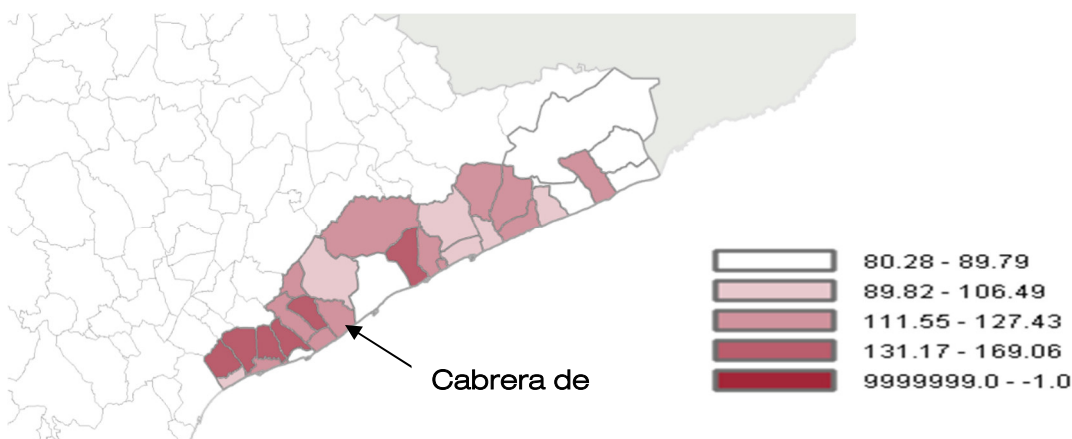 80.28 - 89.79
89.82 - 106.49
111.55 - 127.43
131.17 - 169.06
9999999.0 - -1.0
Cabrera de